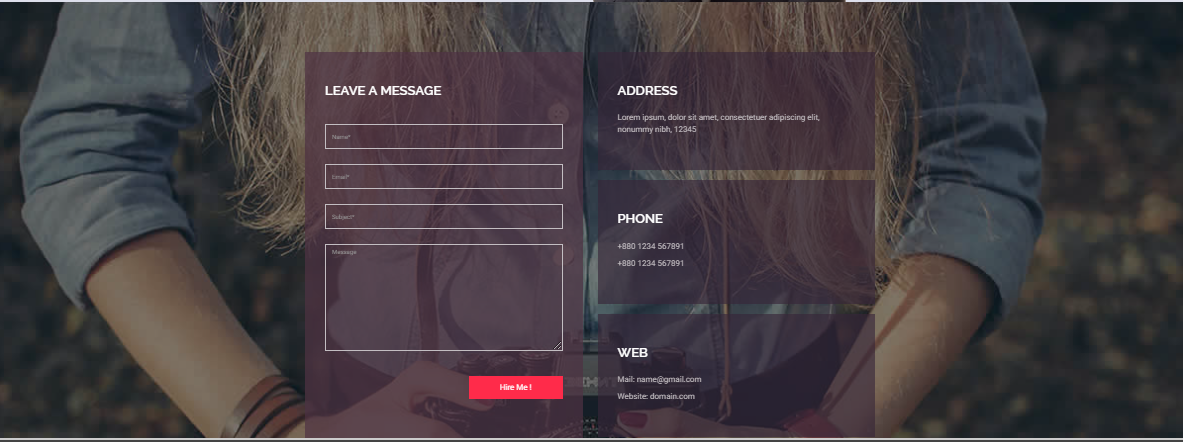 LEAVE A MESSAGE
Name*
Email*
Subject*
Message
Hire Me !
ADDRESS
Lorem ipsum, dolor sit amet, consectetuer adipiscing elit,
nonummy nibh, 12345
PHONE
+880 1234 567891
+880 1234 567891
WEB
Mail: name@gmail.com
Website: domain.com